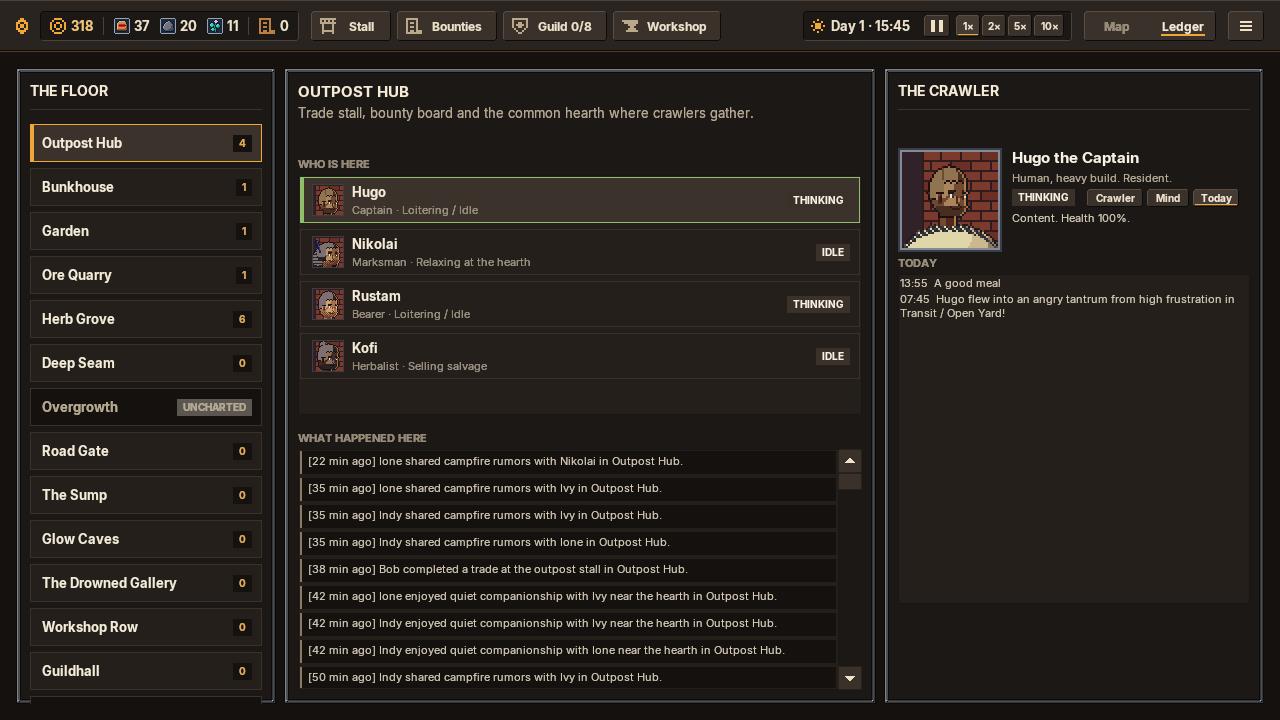 318 37 20 11 0 Stall Bounties Guild 0/8 Workshop Day 1 · 15:45 1× 2× 5× 10× Map Ledger
THE FLOOR
Outpost Hub 4
Bunkhouse 1
Garden 1
Ore Quarry 1
Herb Grove 6
Deep Seam 0
Overgrowth UNCHARTED
Road Gate 0
The Sump 0
Glow Caves 0
The Drowned Gallery 0
Workshop Row 0
Guildhall 0
OUTPOST HUB
Trade stall, bounty board and the common hearth where crawlers gather.
WHO IS HERE
Hugo
Captain · Loitering / Idle
THINKING
Nikolai
Marksman · Relaxing at the hearth
IDLE
Rustam
Bearer · Loitering / Idle
THINKING
Kofi
Herbalist · Selling salvage
IDLE
WHAT HAPPENED HERE
[22 min ago] Ione shared campfire rumors with Nikolai in Outpost Hub.
[35 min ago] Ione shared campfire rumors with Ivy in Outpost Hub.
[35 min ago] Indy shared campfire rumors with Ivy in Outpost Hub.
[35 min ago] Indy shared campfire rumors with Ione in Outpost Hub.
[38 min ago] Bob completed a trade at the outpost stall in Outpost Hub.
[42 min ago] Ione enjoyed quiet companionship with Ivy near the hearth in Outpost Hub.
[42 min ago] Indy enjoyed quiet companionship with Ivy near the hearth in Outpost Hub.
[42 min ago] Indy enjoyed quiet companionship with Ione near the hearth in Outpost Hub.
[50 min ago] Indy shared campfire rumors with Ivy in Outpost Hub.
THE CRAWLER
Hugo the Captain
Human, heavy build. Resident.
THINKING Crawler Mind Today
Content. Health 100%.
TODAY
13:55 A good meal
07:45 Hugo flew into an angry tantrum from high frustration in
Transit / Open Yard!